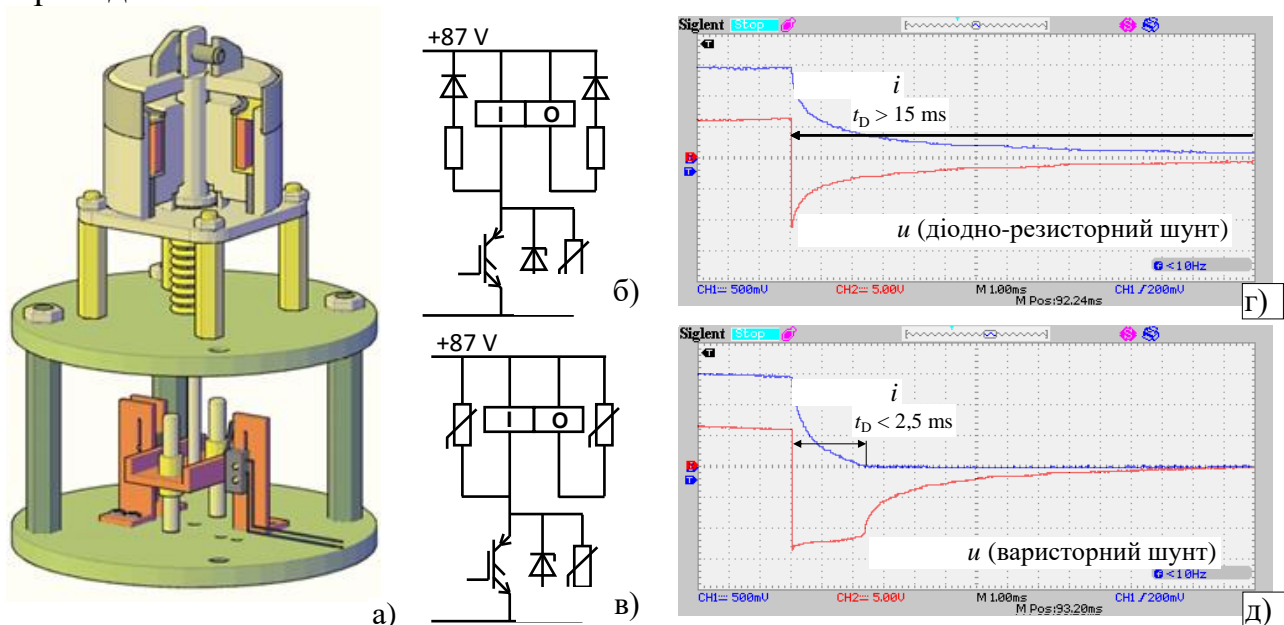 +87 V
I O
б)
+87 V
I O
в)
а)
Siglent Stop
i
t_D > 15 ms
u (діодно-резисторний шунт)
<10Hz
CH1 500mV CH2 5.00V M 1.00ms CH1 200mV
M Pos:92.24ms
г)
Siglent Stop
i
t_D < 2,5 ms
u (варисторний шунт)
<10Hz
CH1 500mV CH2 5.00V M 1.00ms CH1 200mV
M Pos:93.20ms
д)